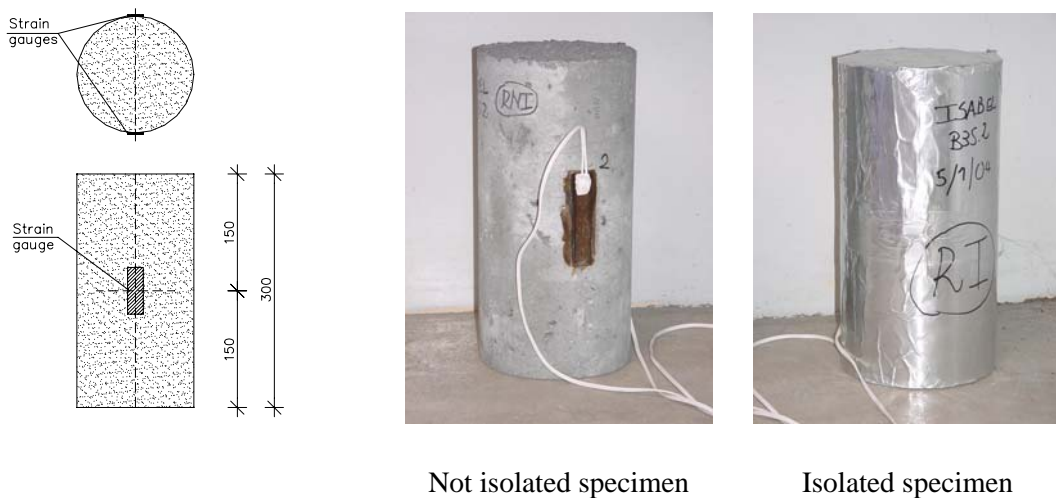 Strain
gauges
Strain
gauge
150
150
300
RNI
2
ISABEL
B35.2
5/1/04
RI
Not isolated specimen
Isolated specimen